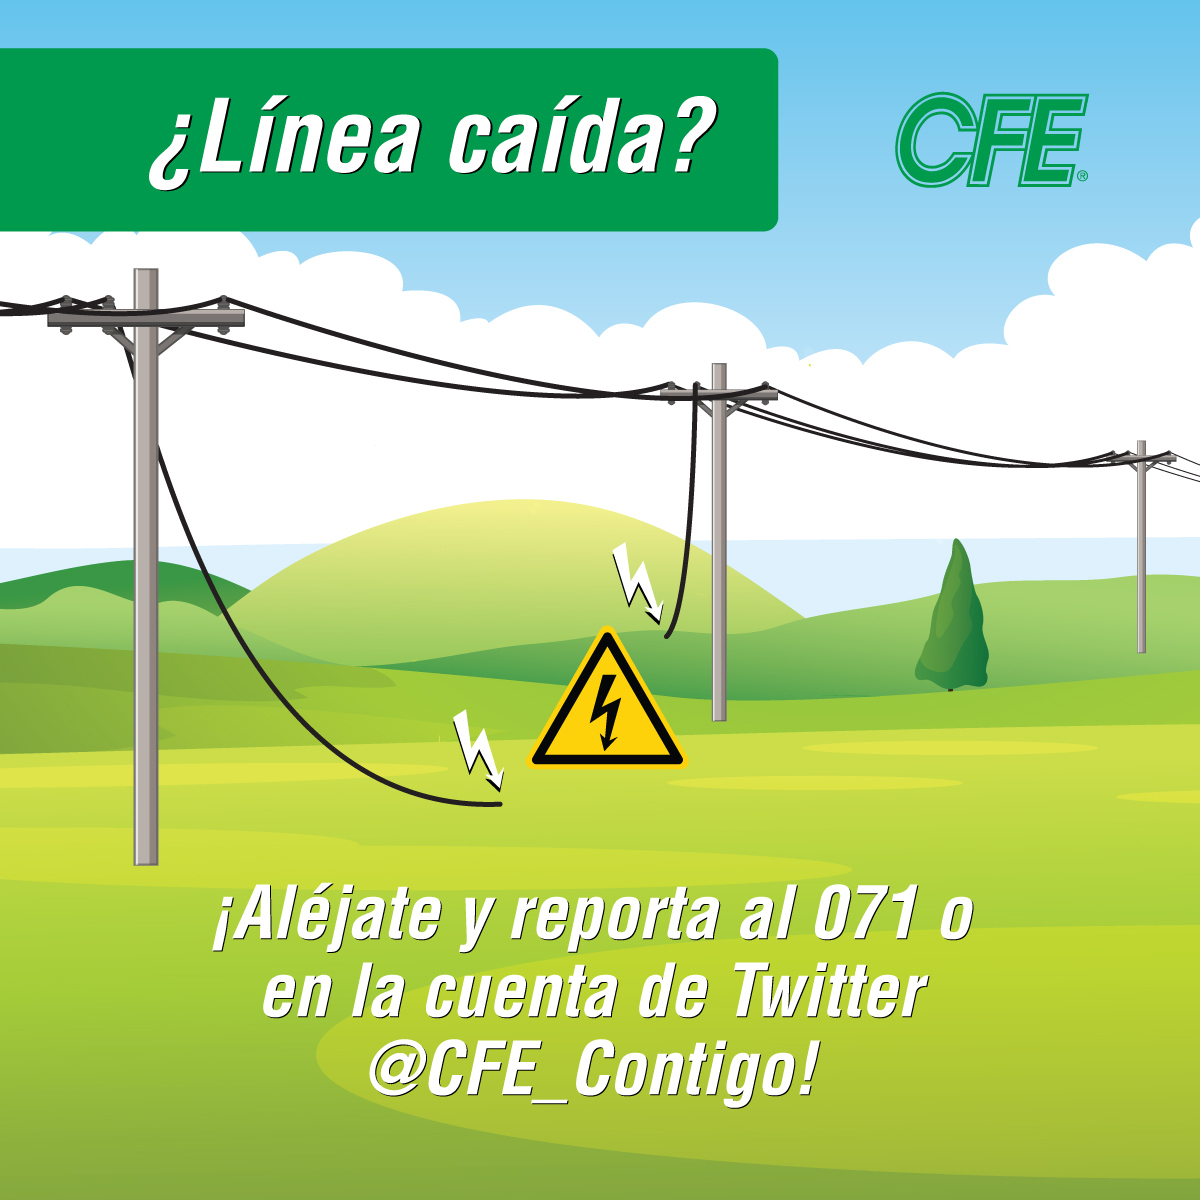 ¿Línea caída?
CFE®
¡Aléjate y reporta al 071 o
en la cuenta de Twitter
@CFE_Contigo!